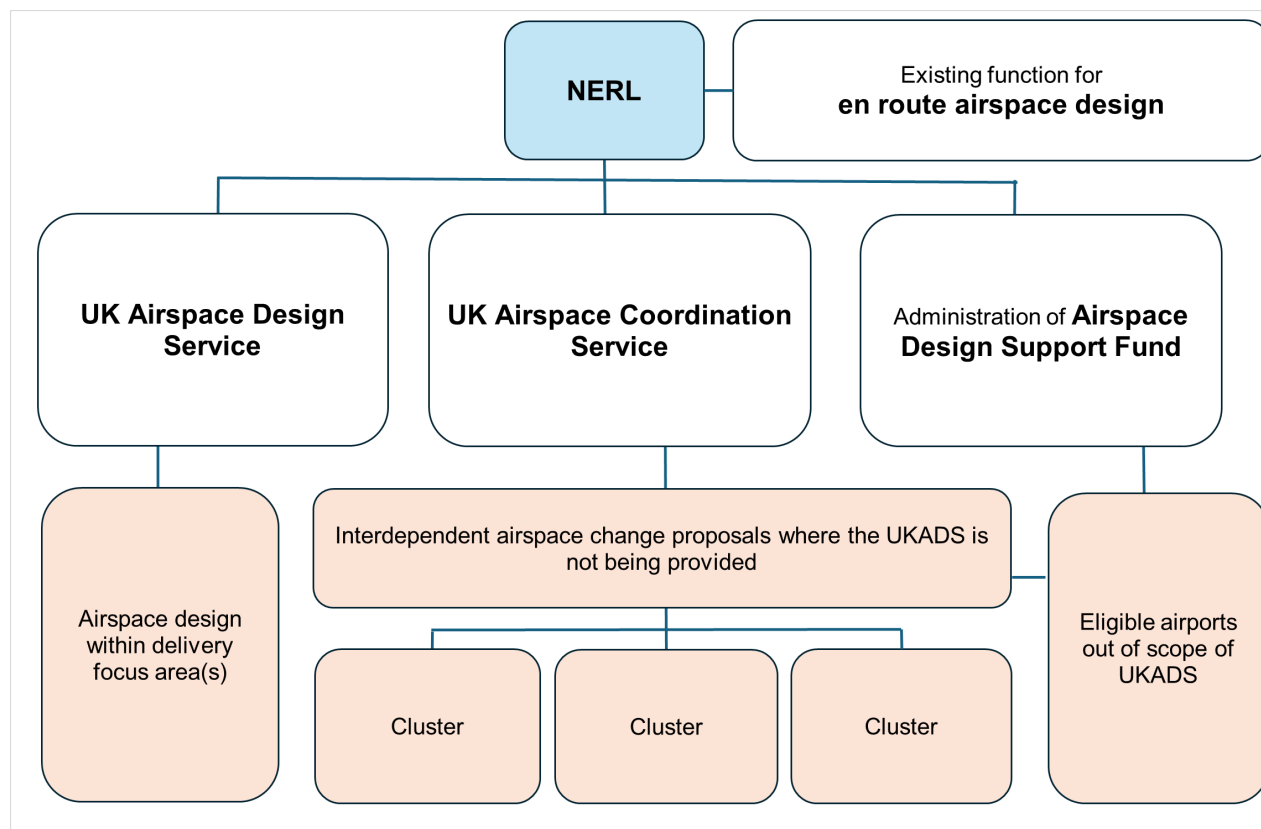 NERL
Existing function for
en route airspace design
UK Airspace Design
Service
UK Airspace Coordination
Service
Administration of Airspace
Design Support Fund
Airspace design
within delivery
focus area(s)
Interdependent airspace change proposals where the UKADS is
not being provided
Eligible airports
out of scope of
UKADS
Cluster
Cluster
Cluster